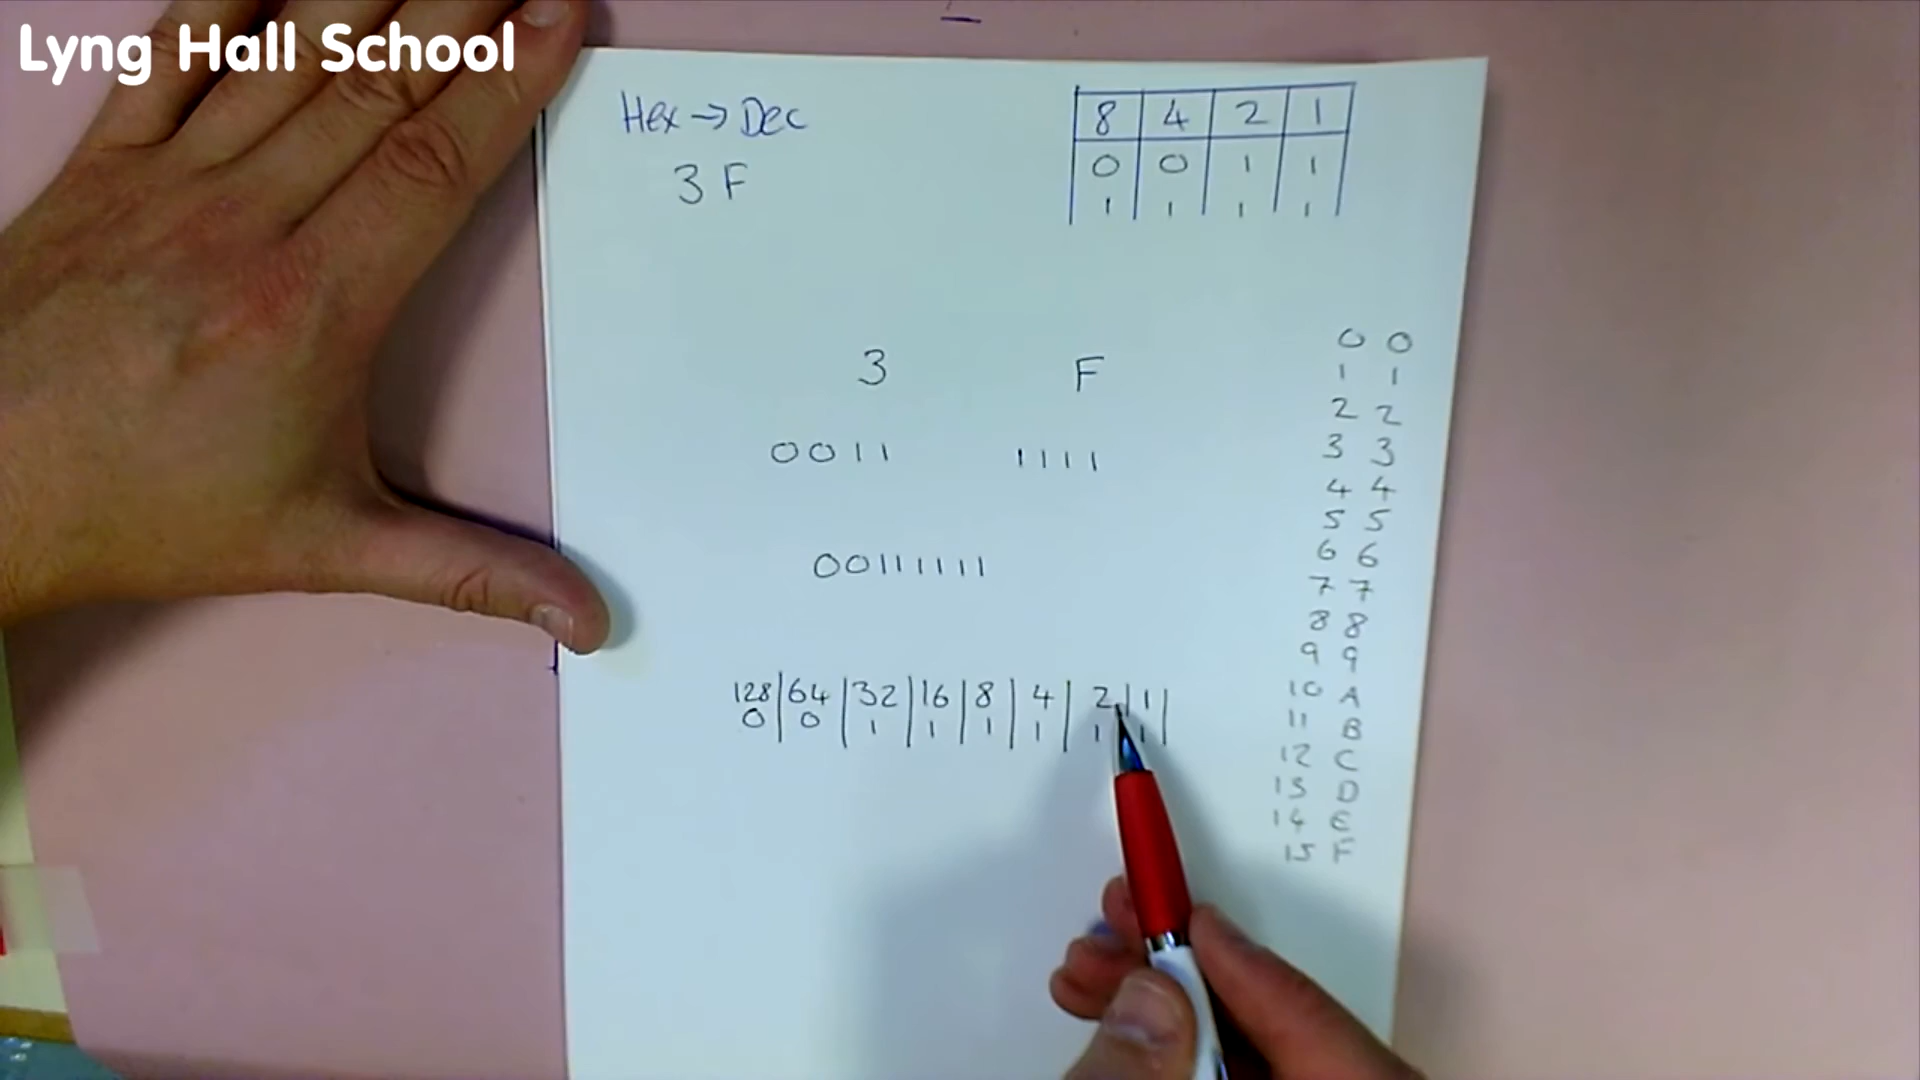 Lyng Hall School
Hex → Dec
3 F
8 4 2 1
0 0 1 1
1 1 1 1
3 F
0011 1111
00111111
128 64 32 16 8 4 2 1
0 0 1 1 1 1 1 1
0 0
1 1
2 2
3 3
4 4
5 5
6 6
7 7
8 8
9 9
10 A
11 B
12 C
13 D
14 E
15 F